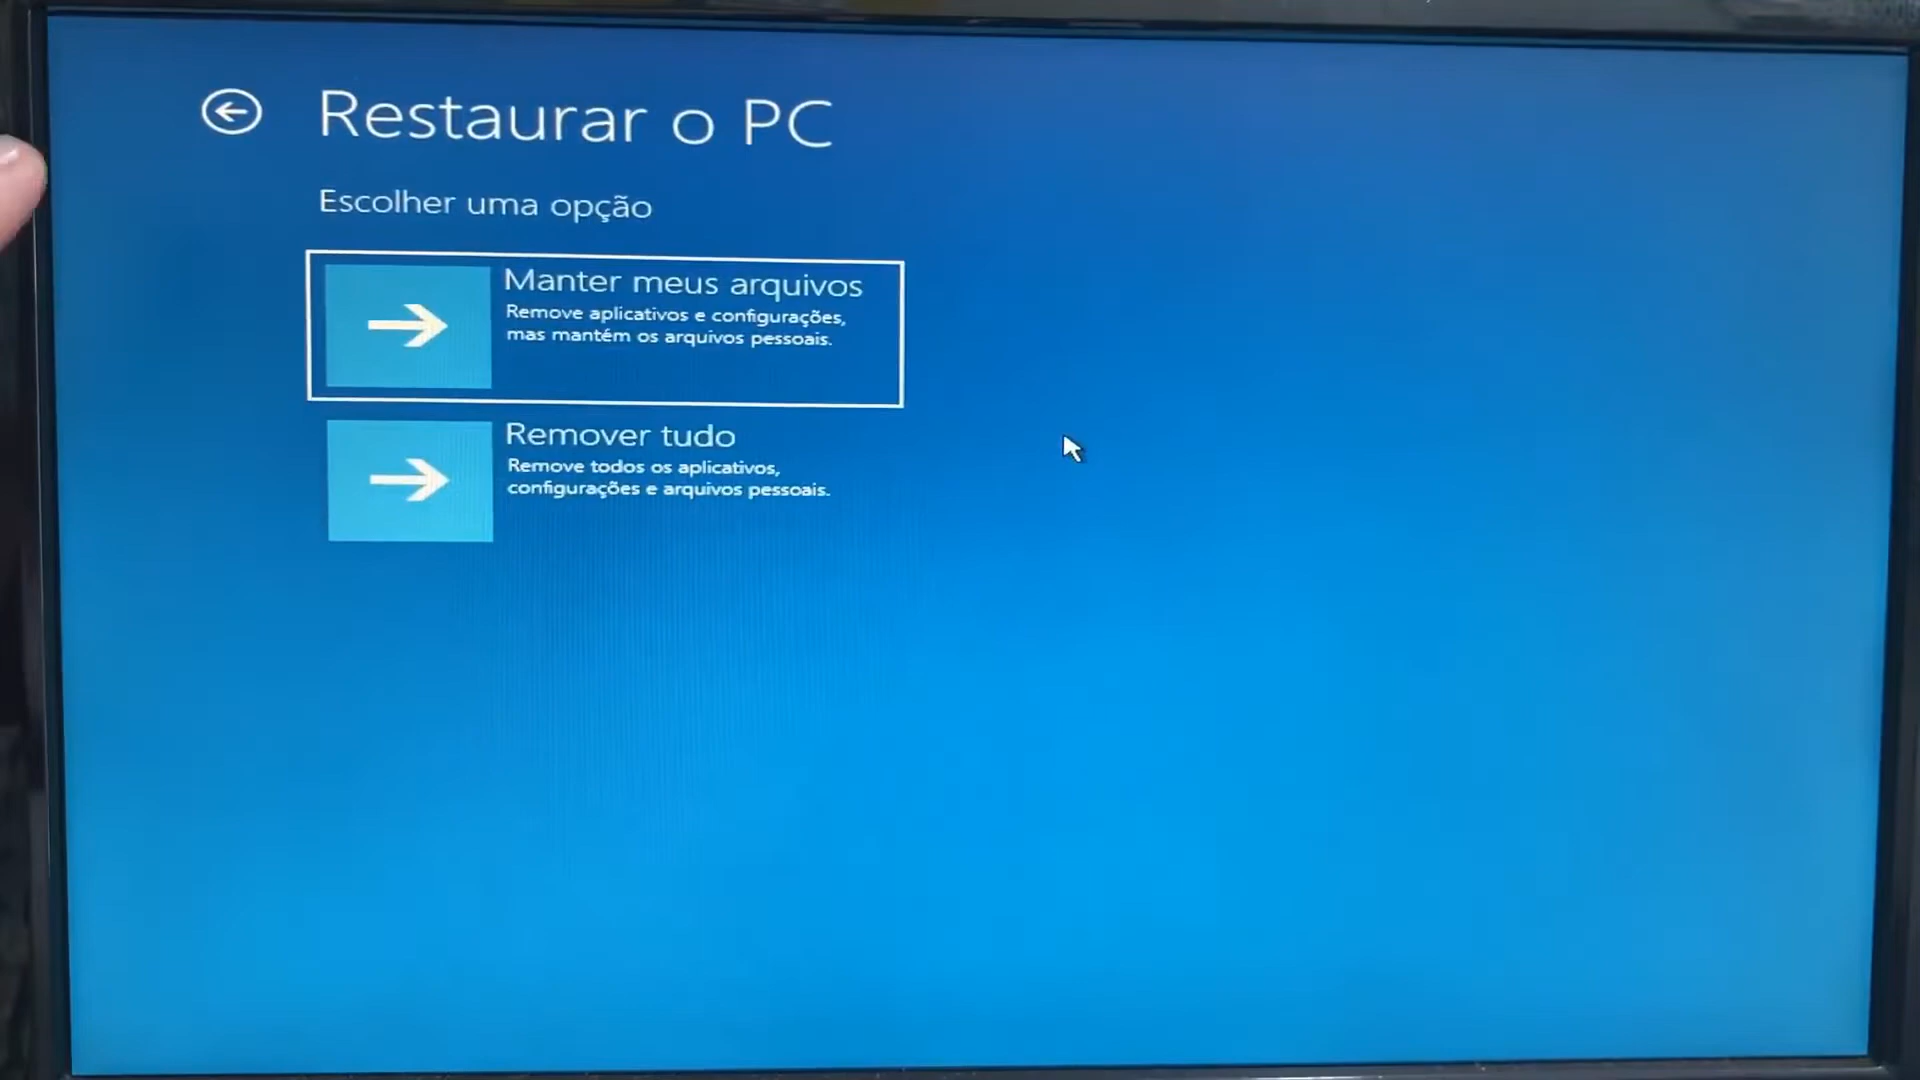 Restaurar o PC
Escolher uma opção
Manter meus arquivos
Remove aplicativos e configurações,
mas mantém os arquivos pessoais.
Remover tudo
Remove todos os aplicativos,
configurações e arquivos pessoais.